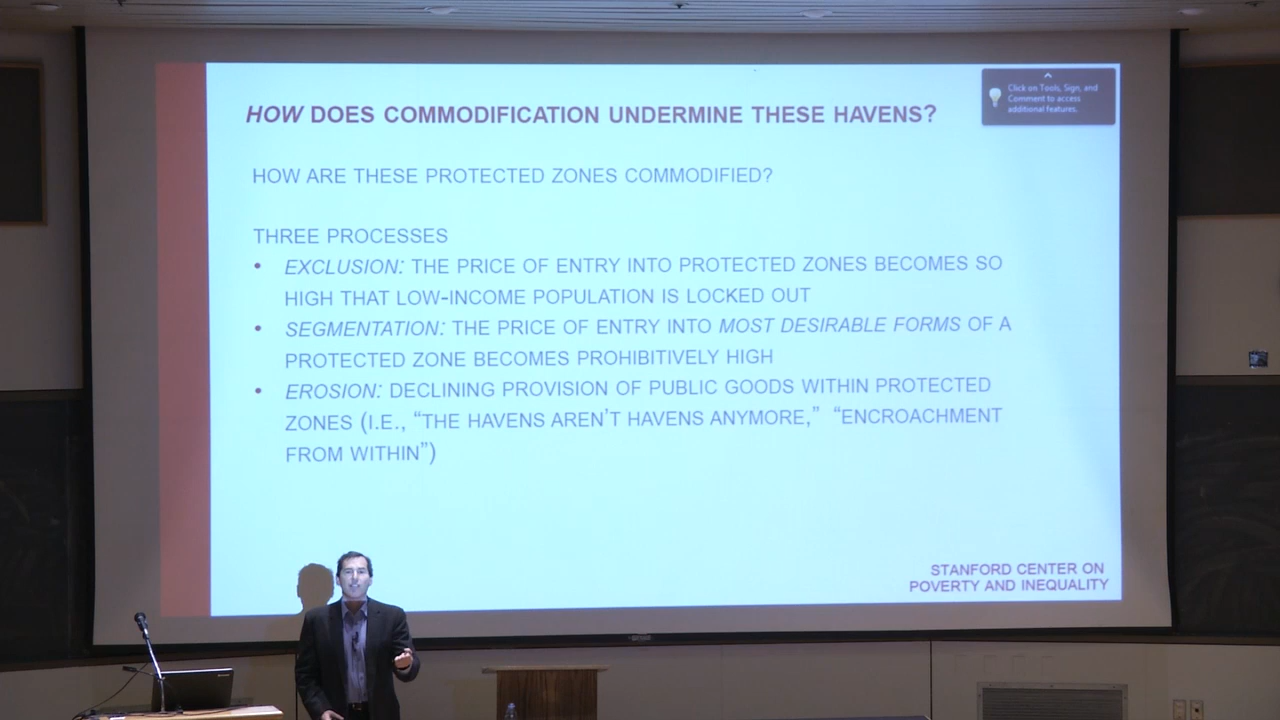 HOW DOES COMMODIFICATION UNDERMINE THESE HAVENS?
Click on Tools, Sign, and
Comment to access
additional features.
HOW ARE THESE PROTECTED ZONES COMMODIFIED?
THREE PROCESSES
• EXCLUSION: THE PRICE OF ENTRY INTO PROTECTED ZONES BECOMES SO
HIGH THAT LOW-INCOME POPULATION IS LOCKED OUT
• SEGMENTATION: THE PRICE OF ENTRY INTO MOST DESIRABLE FORMS OF A
PROTECTED ZONE BECOMES PROHIBITIVELY HIGH
• EROSION: DECLINING PROVISION OF PUBLIC GOODS WITHIN PROTECTED
ZONES (I.E., “THE HAVENS AREN’T HAVENS ANYMORE,” “ENCROACHMENT
FROM WITHIN”)
STANFORD CENTER ON
POVERTY AND INEQUALITY